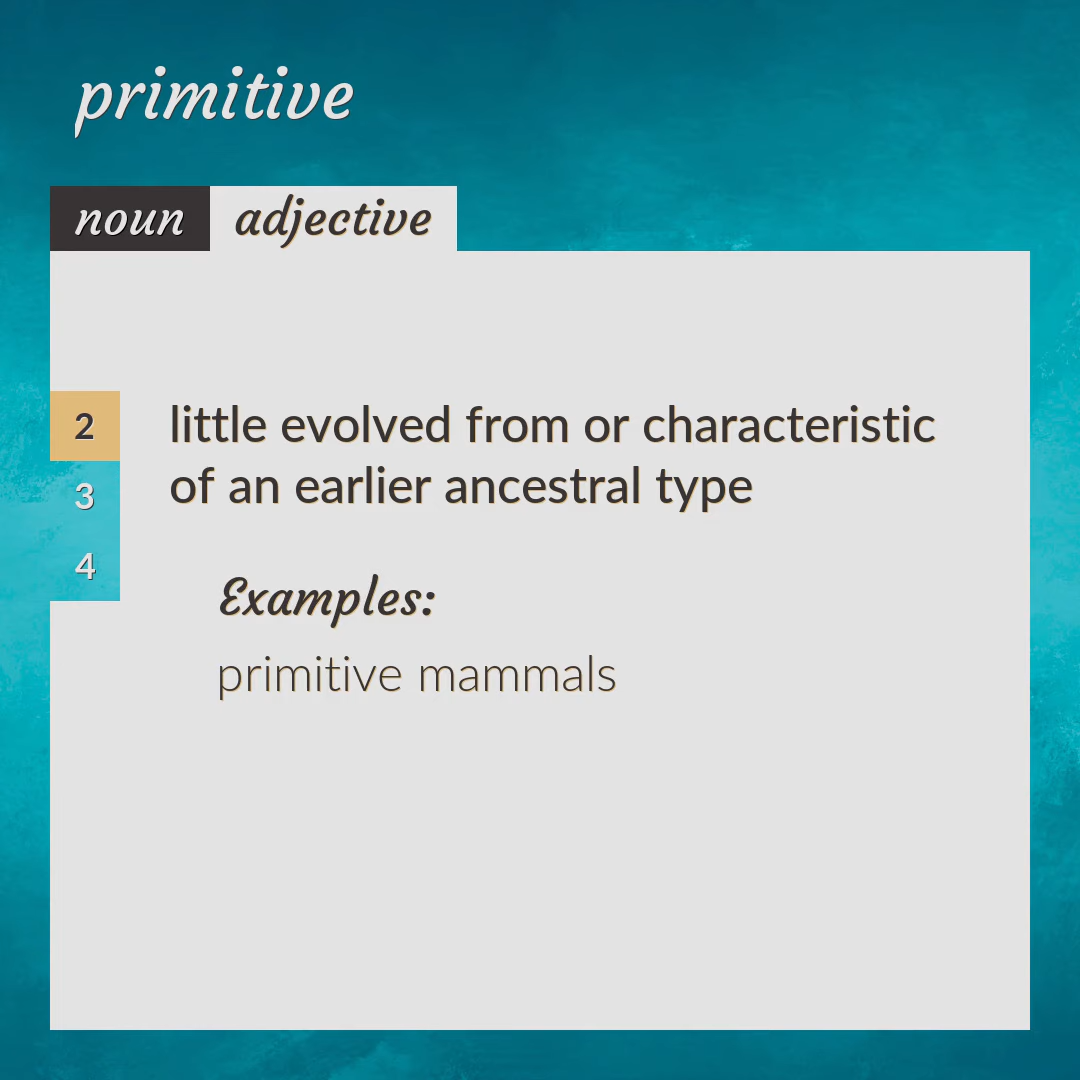 primitive
noun adjective
2 little evolved from or characteristic
of an earlier ancestral type
3
4
Examples:
primitive mammals